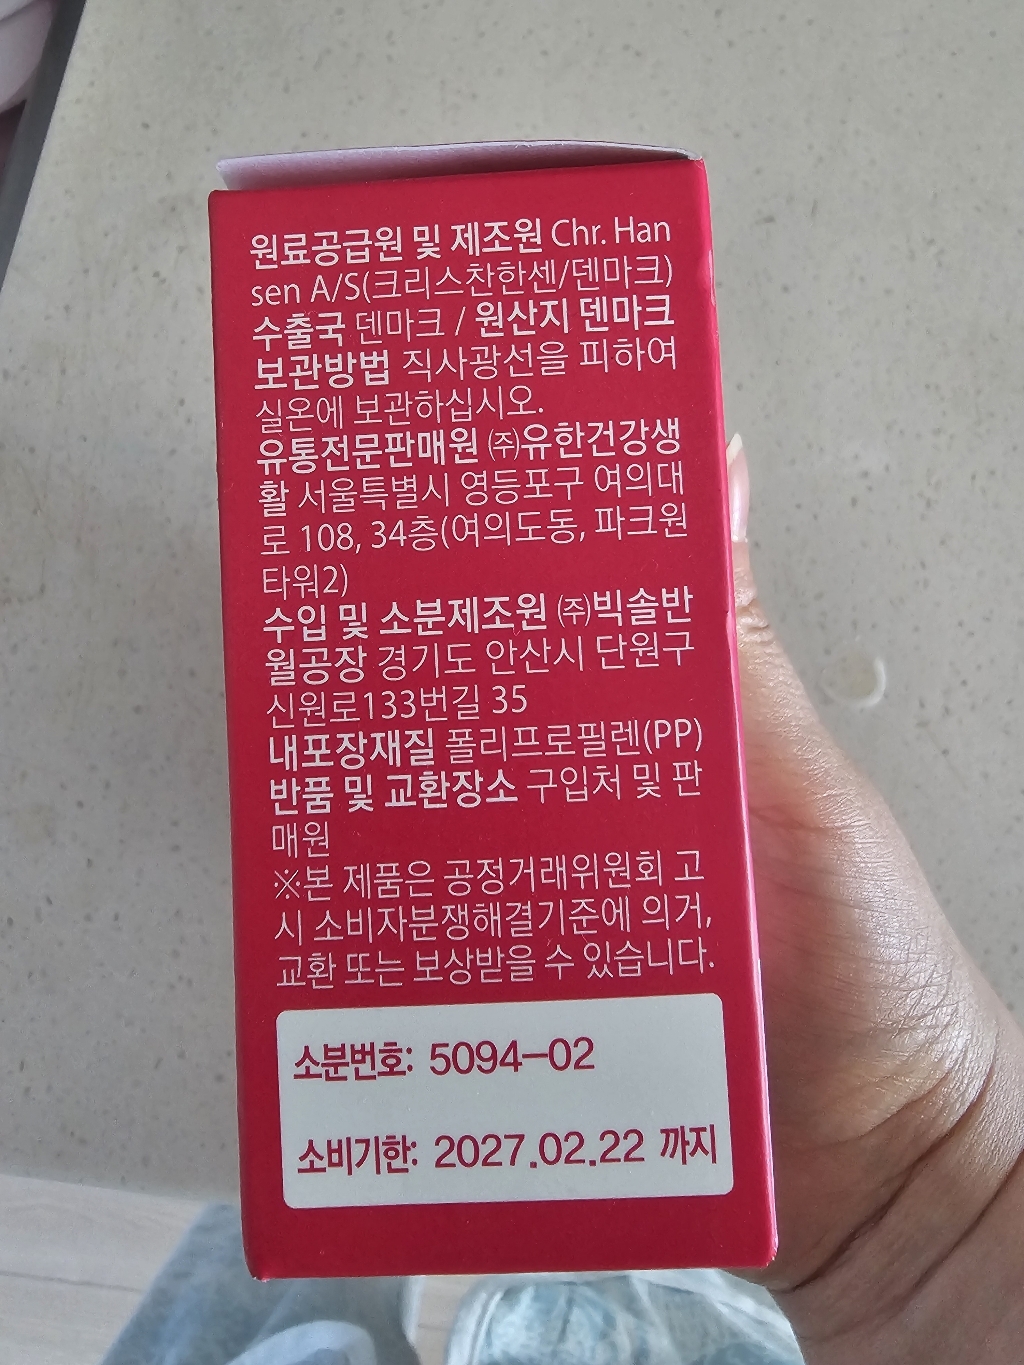 원료공급원 및 제조원 Chr. Han
sen A/S(크리스찬한센/덴마크)
수출국 덴마크 / 원산지 덴마크
보관방법 직사광선을 피하여
실온에 보관하십시오.
유통전문판매원 ㈜유한건강생
활 서울특별시 영등포구 여의대
로 108, 34층(여의도동, 파크원
타워2)
수입 및 소분제조원 ㈜빅솔반
월공장 경기도 안산시 단원구
신원로133번길 35
내포장재질 폴리프로필렌(PP)
반품 및 교환장소 구입처 및 판
매원
※본 제품은 공정거래위원회 고
시 소비자분쟁해결기준에 의거,
교환 또는 보상받을 수 있습니다.
소분번호: 5094-02
소비기한: 2027.02.22 까지